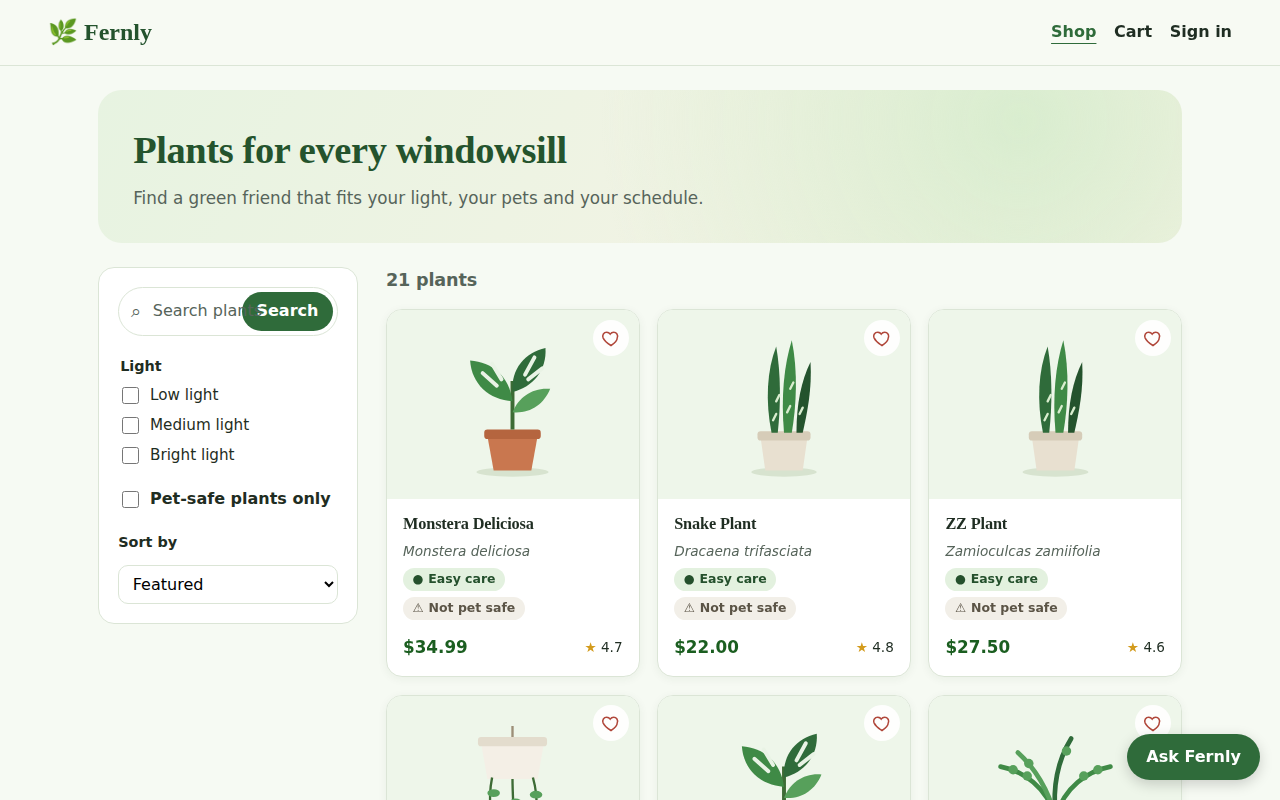 Fernly
Shop Cart Sign in
Plants for every windowsill
Find a green friend that fits your light, your pets and your schedule.
Search
Light
Low light
Medium light
Bright light
Pet-safe plants only
Sort by
Featured
21 plants
Monstera Deliciosa
Monstera deliciosa
Easy care
Not pet safe
$34.99 ★ 4.7
Snake Plant
Dracaena trifasciata
Easy care
Not pet safe
$22.00 ★ 4.8
ZZ Plant
Zamioculcas zamiifolia
Easy care
Not pet safe
$27.50 ★ 4.6
Ask Fernly